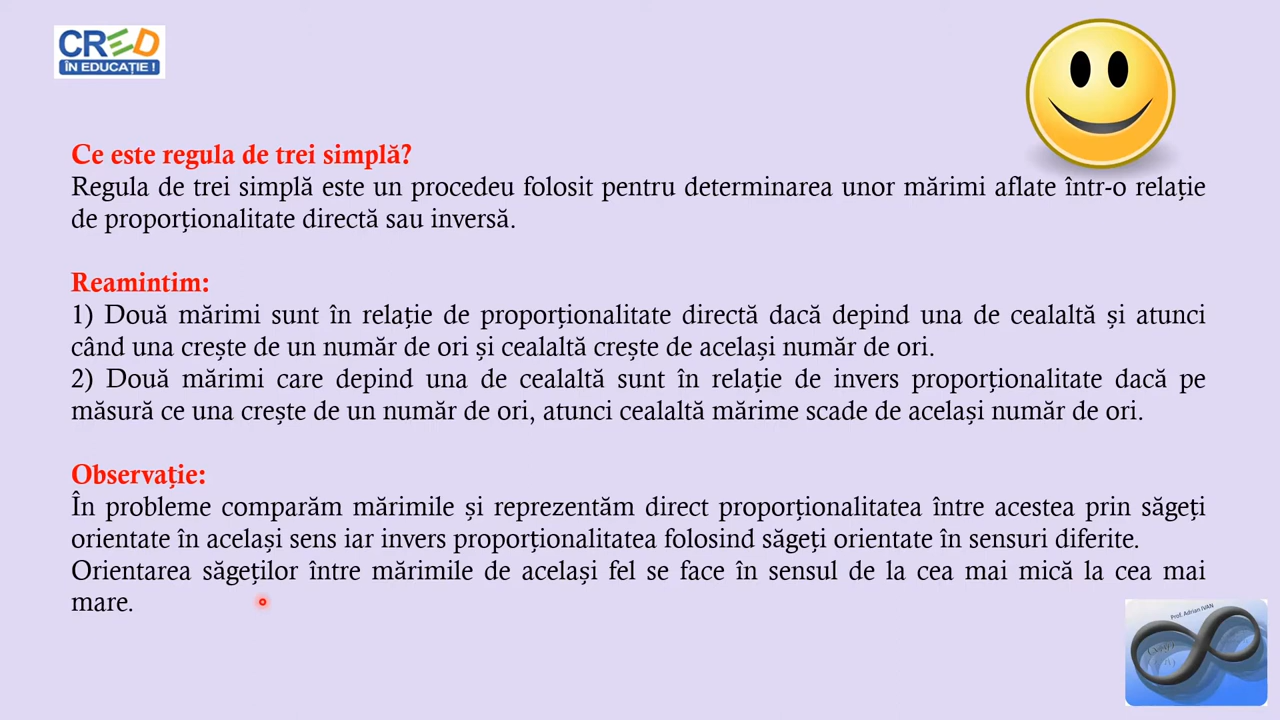 CRED
ÎN EDUCAȚIE !
Ce este regula de trei simplă?
Regula de trei simplă este un procedeu folosit pentru determinarea unor mărimi aflate într-o relație
de proporționalitate directă sau inversă.
Reamintim:
1) Două mărimi sunt în relație de proporționalitate directă dacă depind una de cealaltă și atunci
când una crește de un număr de ori și cealaltă crește de același număr de ori.
2) Două mărimi care depind una de cealaltă sunt în relație de invers proporționalitate dacă pe
măsură ce una crește de un număr de ori, atunci cealaltă mărime scade de același număr de ori.
Observație:
În probleme comparăm mărimile și reprezentăm direct proporționalitatea între acestea prin săgeți
orientate în același sens iar invers proporționalitatea folosind săgeți orientate în sensuri diferite.
Orientarea săgeților între mărimile de același fel se face în sensul de la cea mai mică la cea mai
mare.
Prof. Adrian IVAN